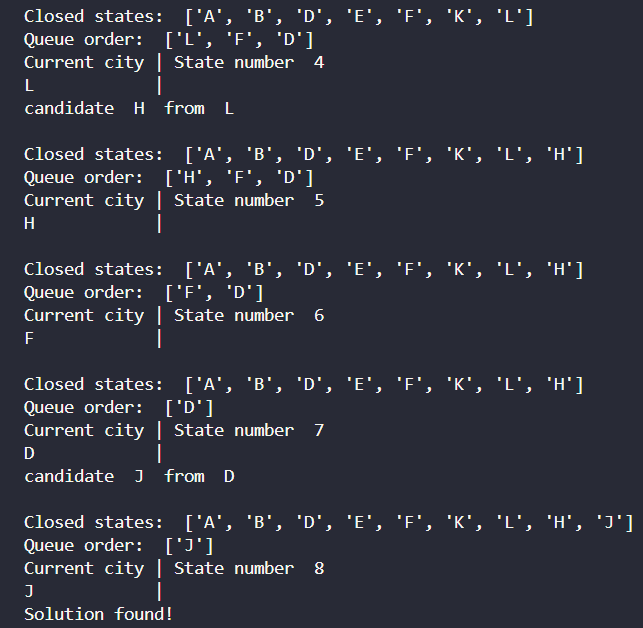 Closed states:  ['A', 'B', 'D', 'E', 'F', 'K', 'L']
Queue order:  ['L', 'F', 'D']
Current city | State number  4
L            |
candidate  H  from  L

Closed states:  ['A', 'B', 'D', 'E', 'F', 'K', 'L', 'H']
Queue order:  ['H', 'F', 'D']
Current city | State number  5
H            |

Closed states:  ['A', 'B', 'D', 'E', 'F', 'K', 'L', 'H']
Queue order:  ['F', 'D']
Current city | State number  6
F            |

Closed states:  ['A', 'B', 'D', 'E', 'F', 'K', 'L', 'H']
Queue order:  ['D']
Current city | State number  7
D            |
candidate  J  from  D

Closed states:  ['A', 'B', 'D', 'E', 'F', 'K', 'L', 'H', 'J']
Queue order:  ['J']
Current city | State number  8
J            |
Solution found!